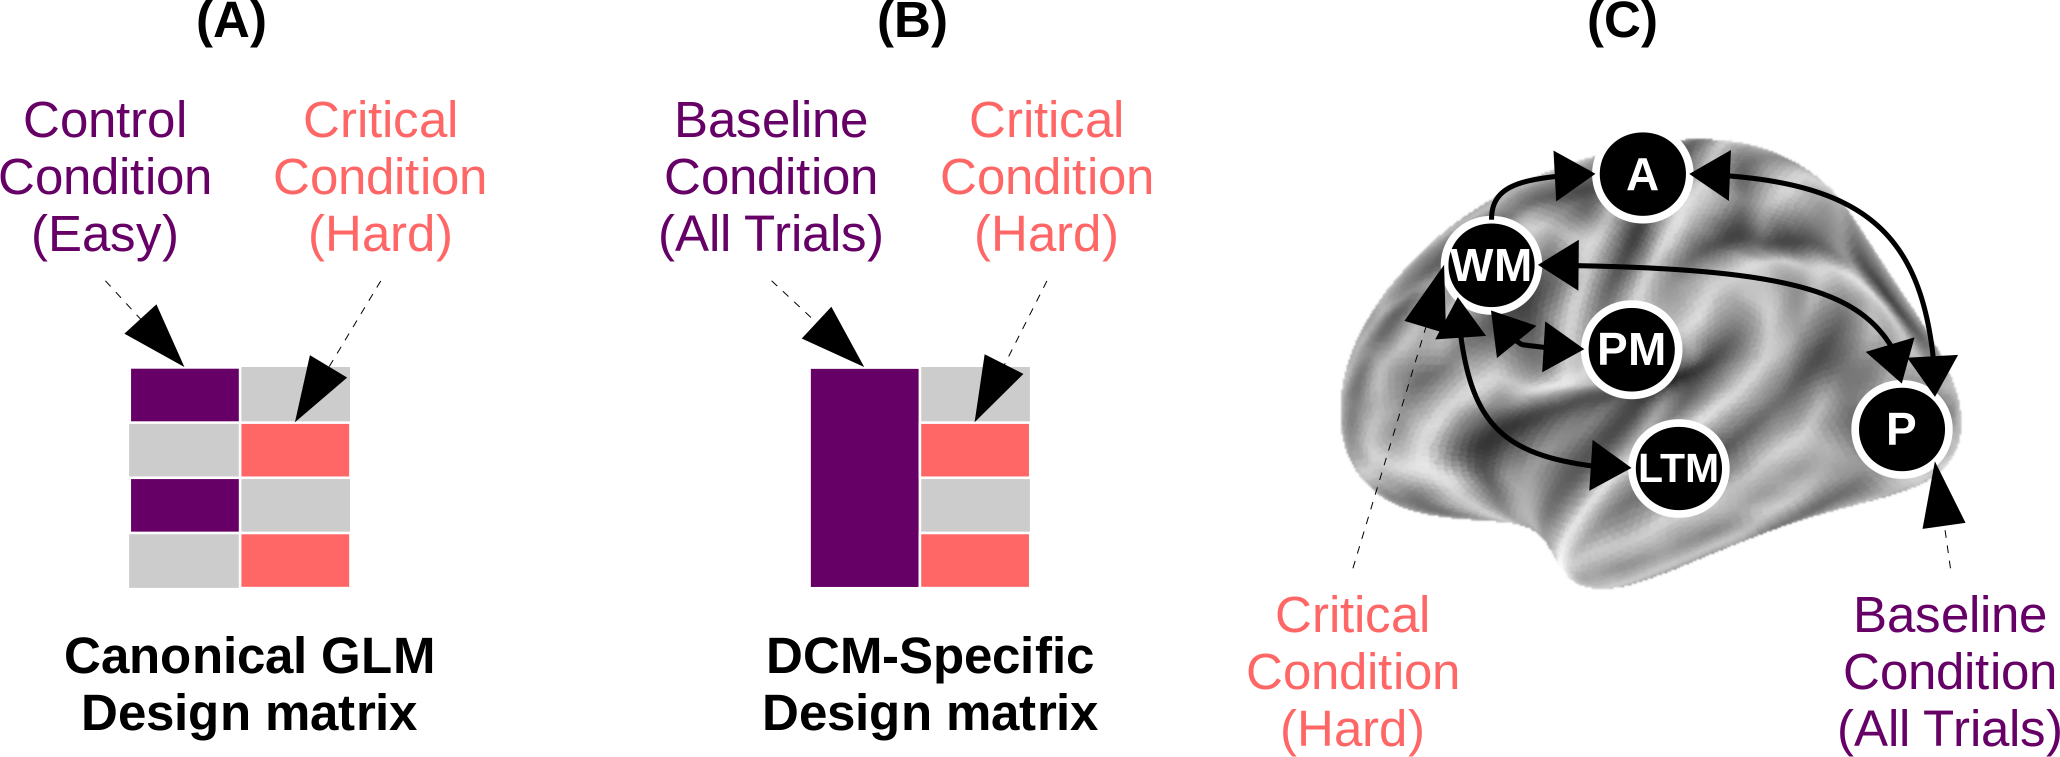 (A)
Control
Condition
(Easy)
Critical
Condition
(Hard)
Canonical GLM
Design matrix
(B)
Baseline
Condition
(All Trials)
Critical
Condition
(Hard)
DCM-Specific
Design matrix
(C)
A
WM
PM
P
LTM
Critical
Condition
(Hard)
Baseline
Condition
(All Trials)